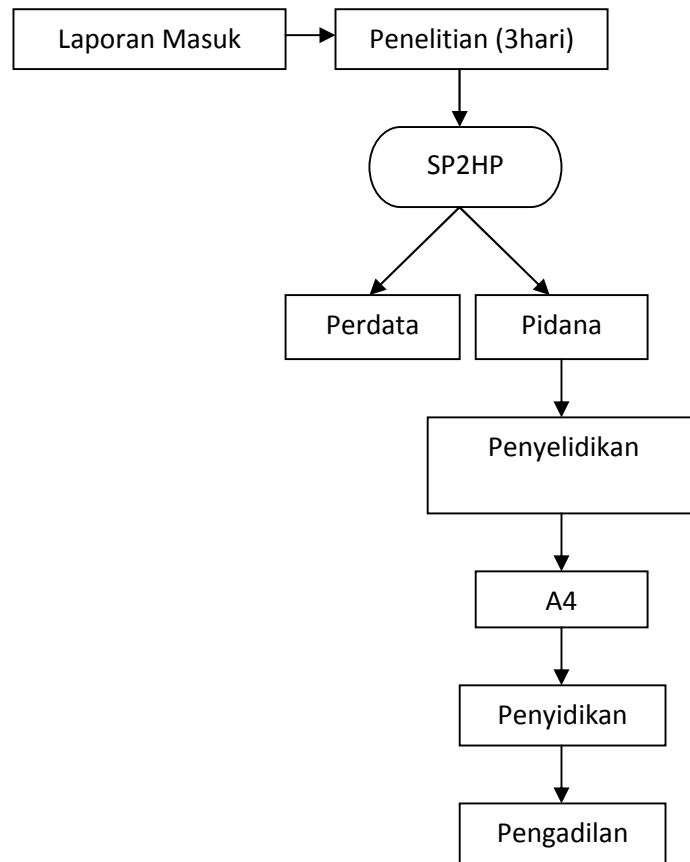 Laporan Masuk
Penelitian (3hari)
SP2HP
Perdata
Pidana
Penyelidikan
A4
Penyidikan
Pengadilan